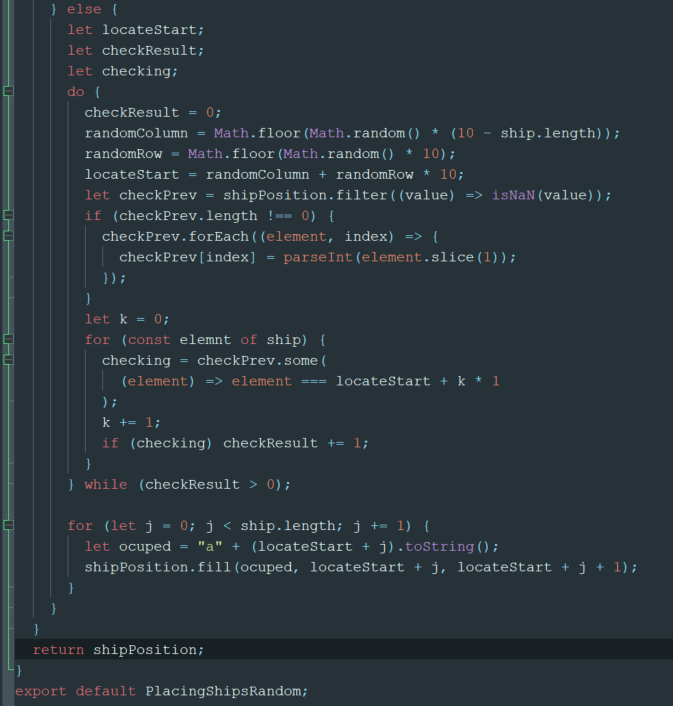 } else {
let locateStart;
let checkResult;
let checking;
do {
checkResult = 0;
randomColumn = Math.floor(Math.random() * (10 - ship.length));
randomRow = Math.floor(Math.random() * 10);
locateStart = randomColumn + randomRow * 10;
let checkPrev = shipPosition.filter((value) => isNaN(value));
if (checkPrev.length !== 0) {
checkPrev.forEach((element, index) => {
checkPrev[index] = parseInt(element.slice(1));
});
}
let k = 0;
for (const elemnt of ship) {
checking = checkPrev.some(
(element) => element === locateStart + k * 1
);
k += 1;
if (checking) checkResult += 1;
}
} while (checkResult > 0);
for (let j = 0; j < ship.length; j += 1) {
let ocuped = "a" + (locateStart + j).toString();
shipPosition.fill(ocuped, locateStart + j, locateStart + j + 1);
}
}
}
return shipPosition;
}
export default PlacingShipsRandom;